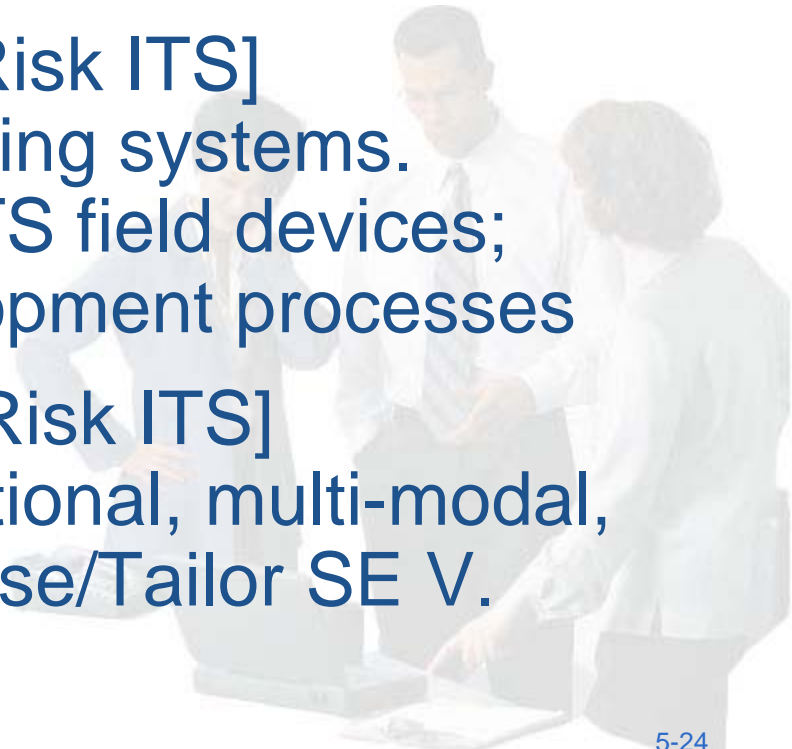 Risk ITS]
ing systems.
TS field devices;
opment processes
Risk ITS]
tional, multi-modal,
se/Tailor SE V.
5-24